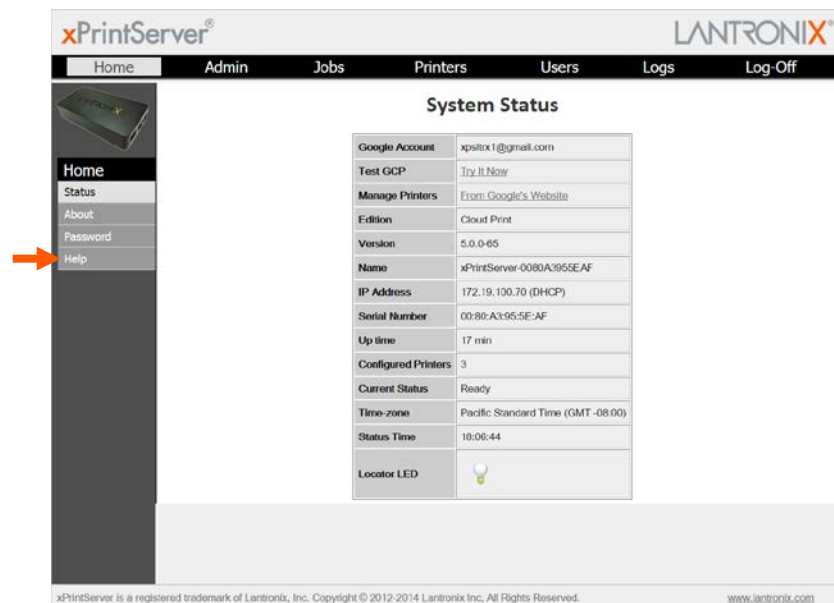 xPrintServer®
LANTRONIX®
Home Admin Jobs Printers Users Logs Log-Off
LANTRONIX
System Status
Home
Status
About
Password
Help
Google Account xpsltrx1@gmail.com
Test GCP Try It Now
Manage Printers From Google's Website
Edition Cloud Print
Version 5.0.0-65
Name xPrintServer-0080A3955EAF
IP Address 172.19.100.70 (DHCP)
Serial Number 00:80:A3:95:5E:AF
Up time 17 min
Configured Printers 3
Current Status Ready
Time-zone Pacific Standard Time (GMT -08:00)
Status Time 18:06:44
Locator LED
xPrintServer is a registered trademark of Lantronix, Inc. Copyright © 2012-2014 Lantronix Inc, All Rights Reserved. www.lantronix.com